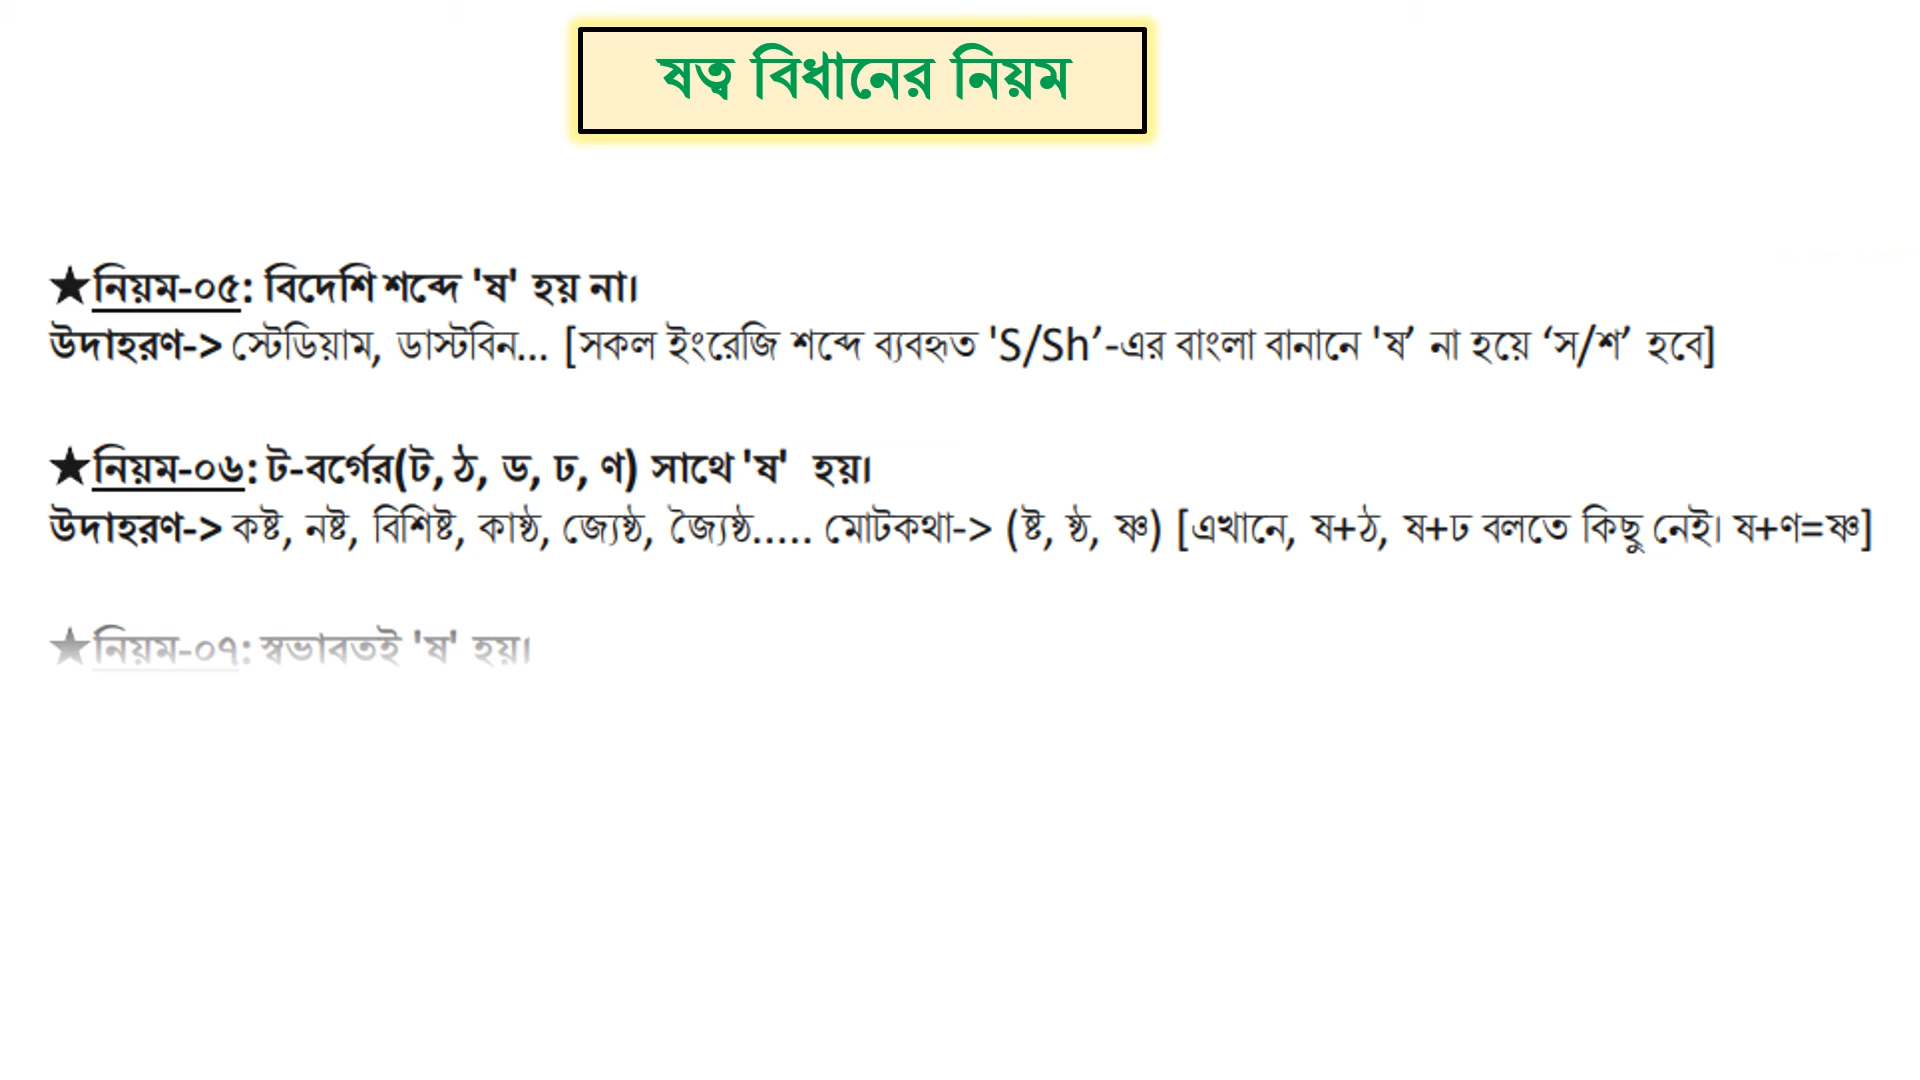 ষত্ব বিধানের নিয়ম
★নিয়ম-০৫: বিদেশি শব্দে 'ষ' হয় না।
উদাহরণ-> স্টেডিয়াম, ডাস্টবিন... [সকল ইংরেজি শব্দে ব্যবহৃত 'S/Sh’-এর বাংলা বানানে 'ষ’ না হয়ে ‘স/শ’ হবে]
★নিয়ম-০৬: ট-বর্গের(ট, ঠ, ড, ঢ, ণ) সাথে 'ষ' হয়।
উদাহরণ-> কষ্ট, নষ্ট, বিশিষ্ট, কাষ্ঠ, জ্যেষ্ঠ, জ্যৈষ্ঠ..... মোটকথা-> (ষ্ট, ষ্ঠ, ষ্ণ) [এখানে, ষ+ঠ, ষ+ঢ বলতে কিছু নেই। ষ+ণ=ষ্ণ]
★নিয়ম-০৭: স্বভাবতই 'ষ' হয়।